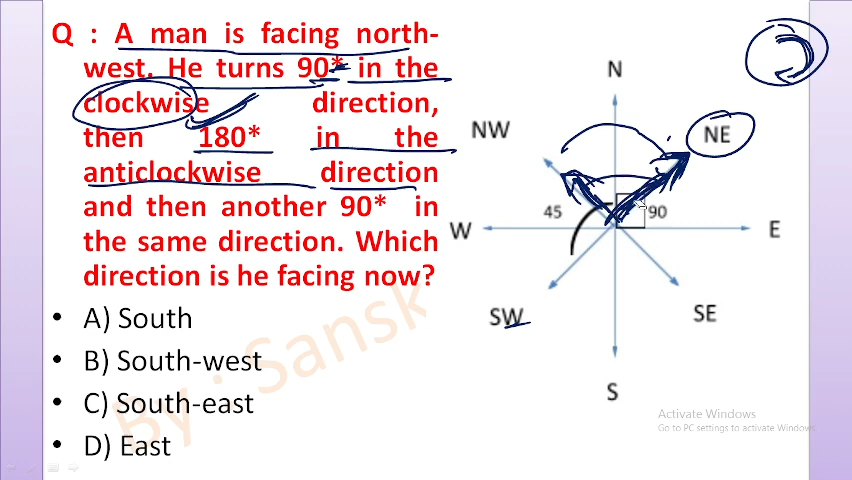 Q : A man is facing north-
west. He turns 90* in the
clockwise direction,
then 180* in the
anticlockwise direction
and then another 90* in
the same direction. Which
direction is he facing now?
• A) South
• B) South-west
• C) South-east
• D) East
N
NW
NE
45
90
W
E
SW
SE
S
By : Sansk
Activate Windows
Go to PC settings to activate Windows.